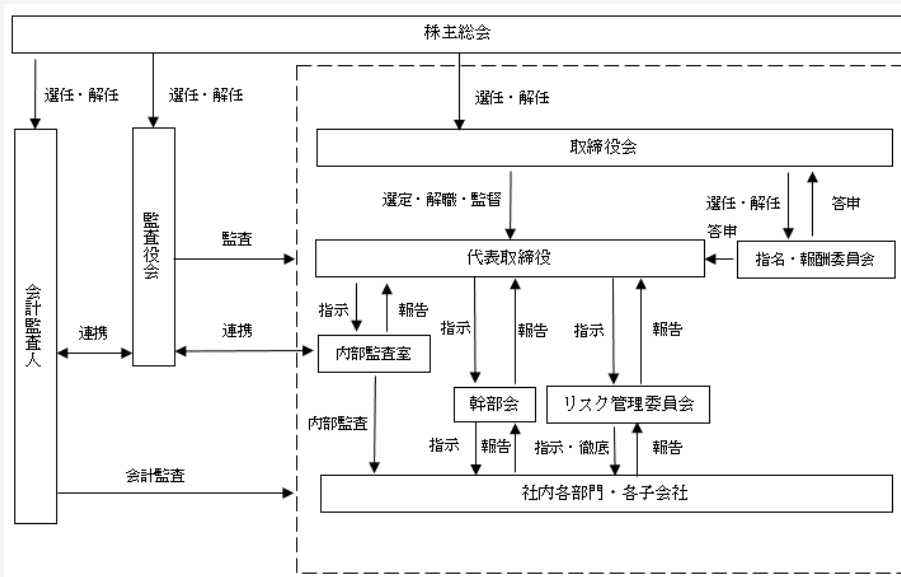 株主総会
選任・解任
選任・解任
選任・解任
取締役会
選定・解職・監督
選任・解任
答申
答申
監査役会
監査
代表取締役
指名・報酬委員会
会計監査人
連携
連携
指示
報告
指示
報告
指示
報告
内部監査室
幹部会
リスク管理委員会
内部監査
指示
報告
指示・徹底
報告
会計監査
社内各部門・各子会社